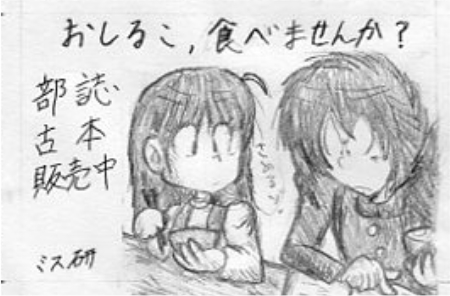 おしるこ，食べませんか？
部誌
古本
販売中
ミス研